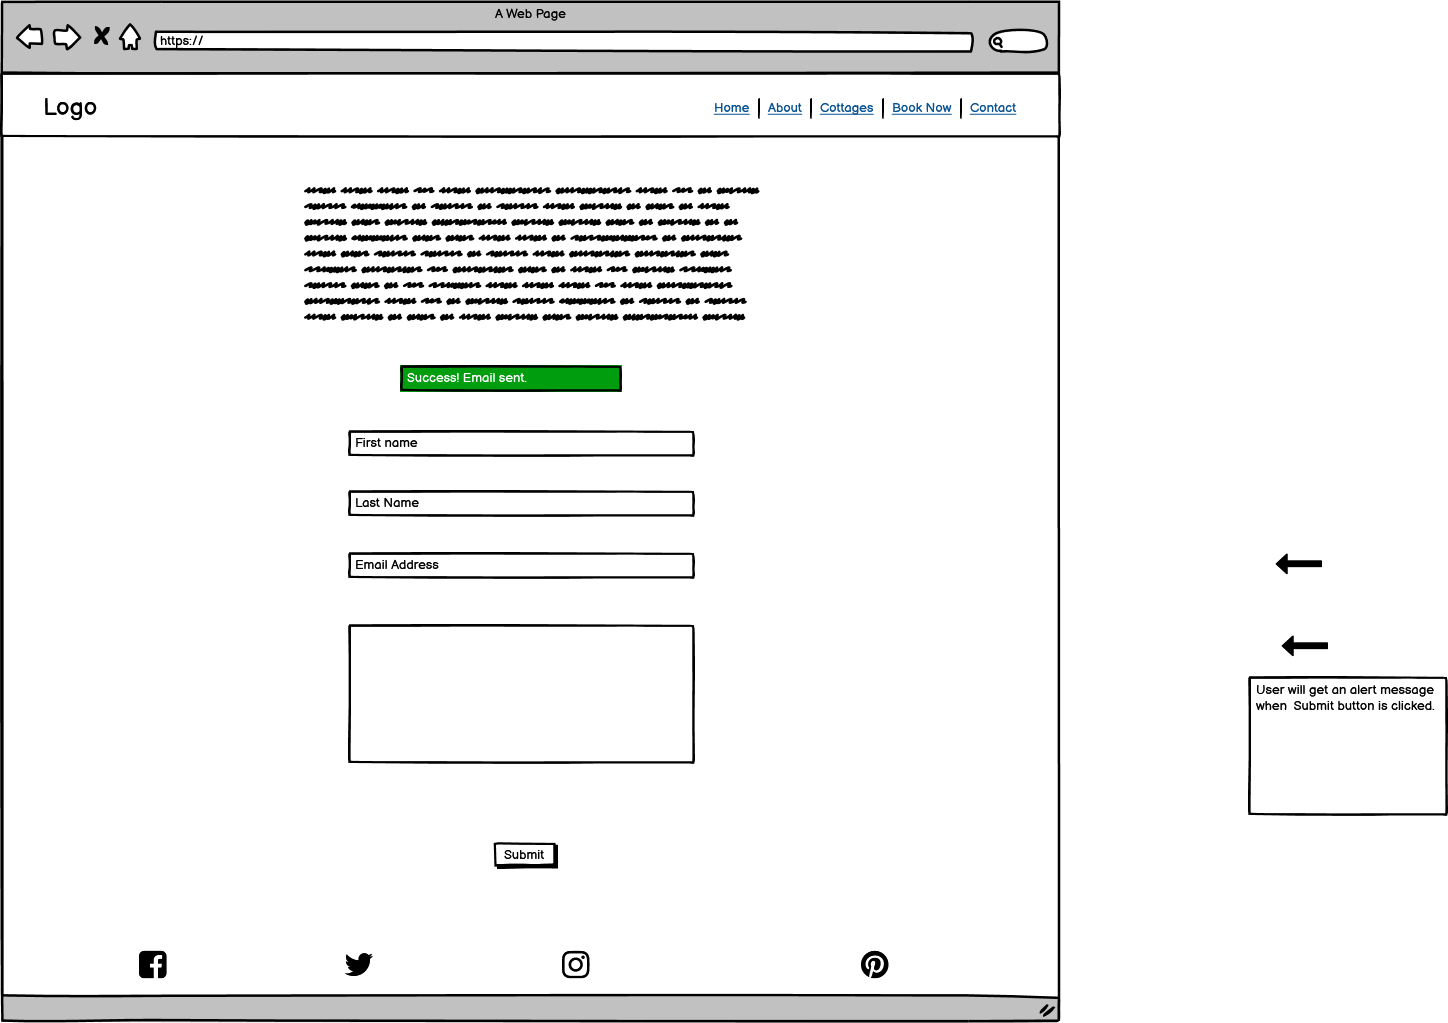 A Web Page
https://
Logo
Home
About
Cottages
Book Now
Contact
Success! Email sent.
First name
Last Name
Email Address
User will get an alert message
when  Submit button is clicked.
Submit